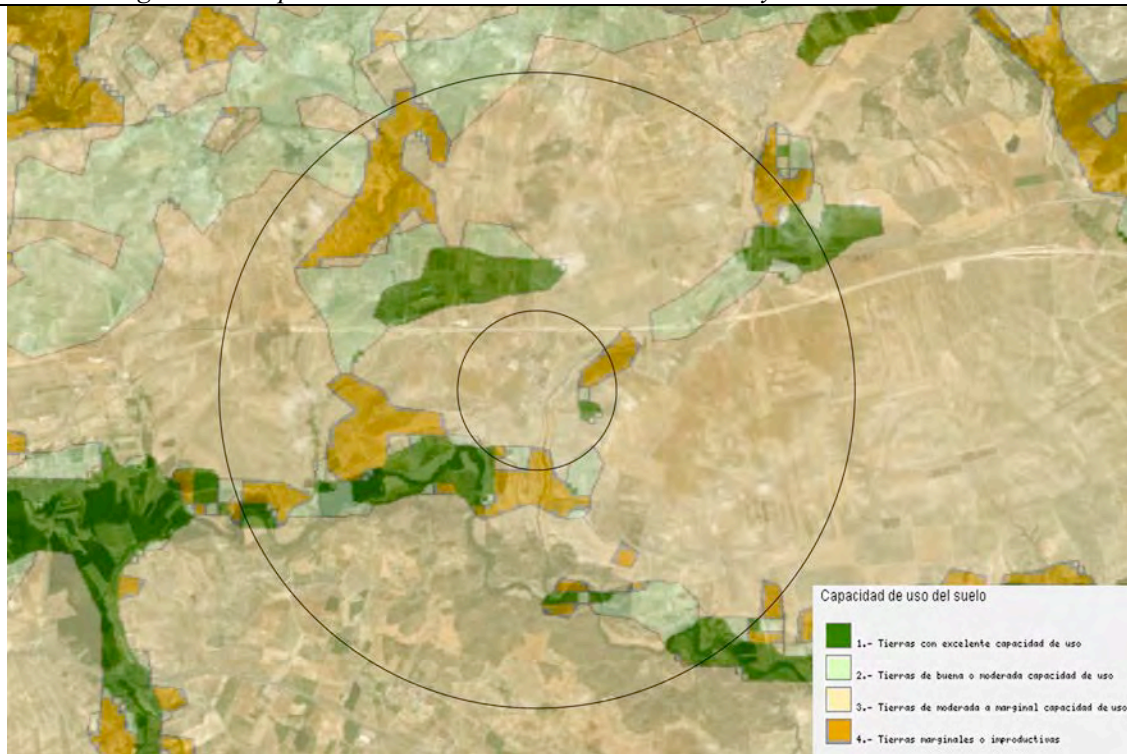 Capacidad de uso del suelo
1.- Tierras con excelente capacidad de uso
2.- Tierras de buena o moderada capacidad de uso
3.- Tierras de moderada a marginal capacidad de uso
4.- Tierras marginales o improductivas